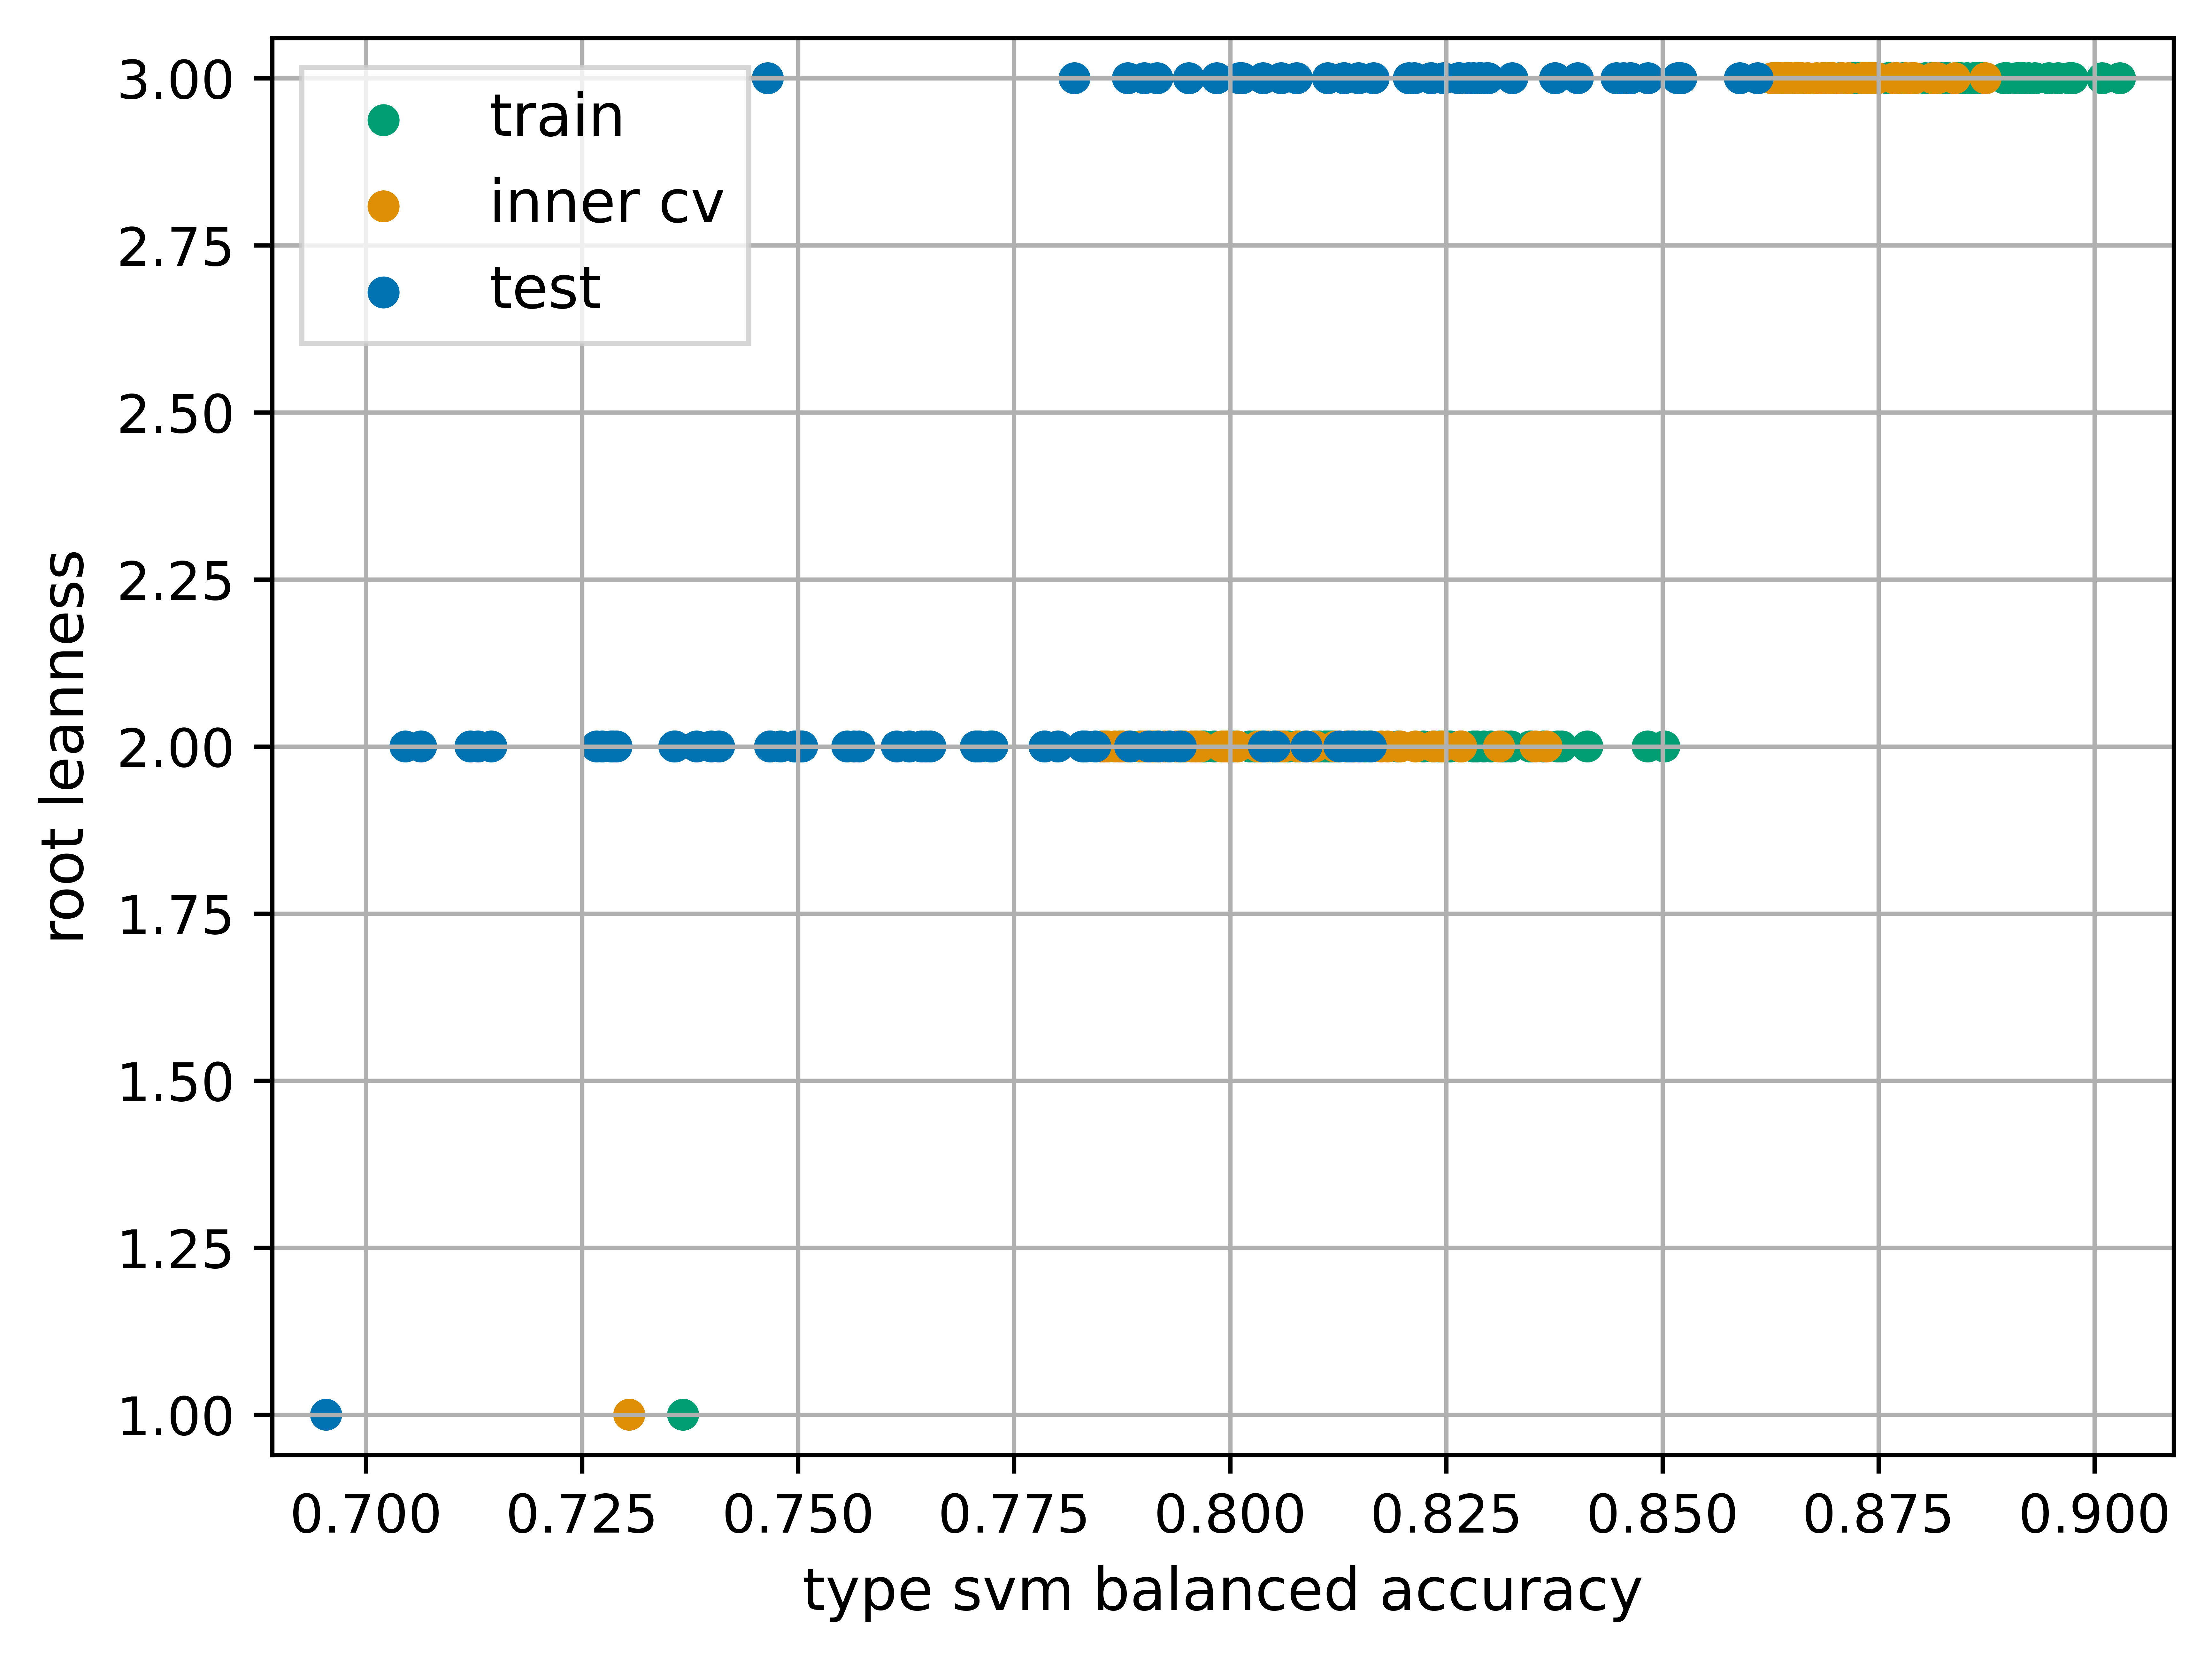 3.00
2.75
2.50
2.25
2.00
1.75
1.50
1.25
1.00
root leanness
train
inner cv
test
0.700 0.725 0.750 0.775 0.800 0.825 0.850 0.875 0.900
type svm balanced accuracy